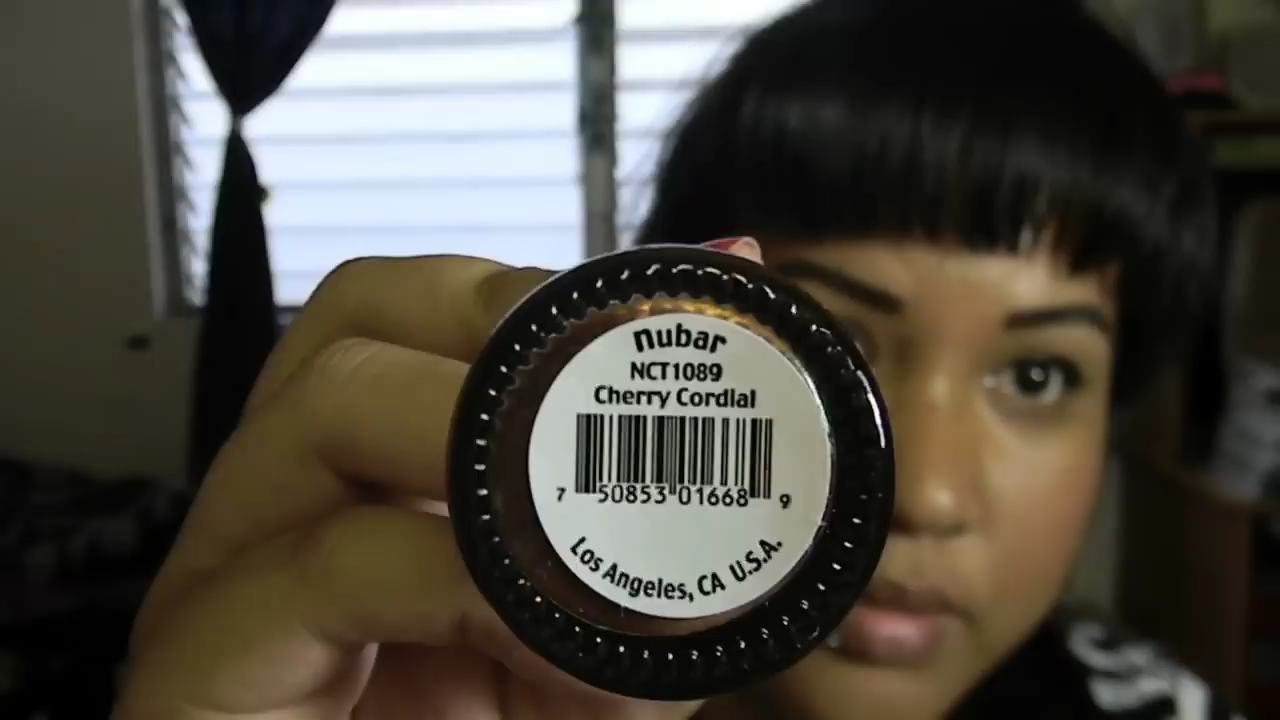 nubar
NCT1089
Cherry Cordial
7 50853 01668 9
Los Angeles, CA U.S.A.